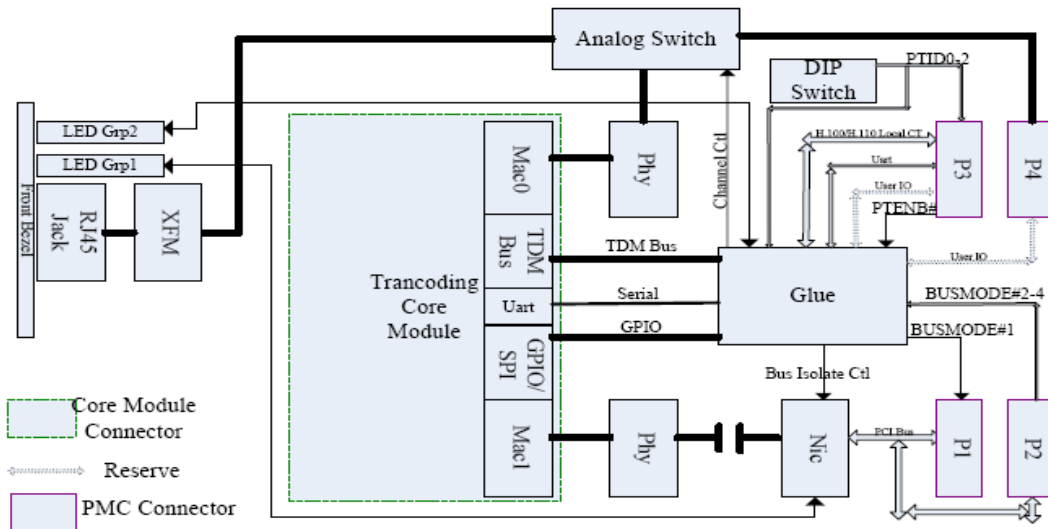 Analog Switch
DIP
Switch
PTID0-2
LED Grp2
LED Grp1
Front Bezel
RJ45
Jack
XFM
Mac0
Phy
Channel Ctl
H.100/H.110 Local CT
Uart
User IO
PTENB#
P3
P4
TDM
Bus
TDM Bus
Trancoding
Core
Module
Uart
Serial
Glue
User IO
BUSMODE#2-4
GPIO/
SPI
GPIO
BUSMODE#1
Bus Isolate Ctl
Mac1
Phy
Nic
PCI Bus
P1
P2
Core Module
Connector
Reserve
PMC Connector